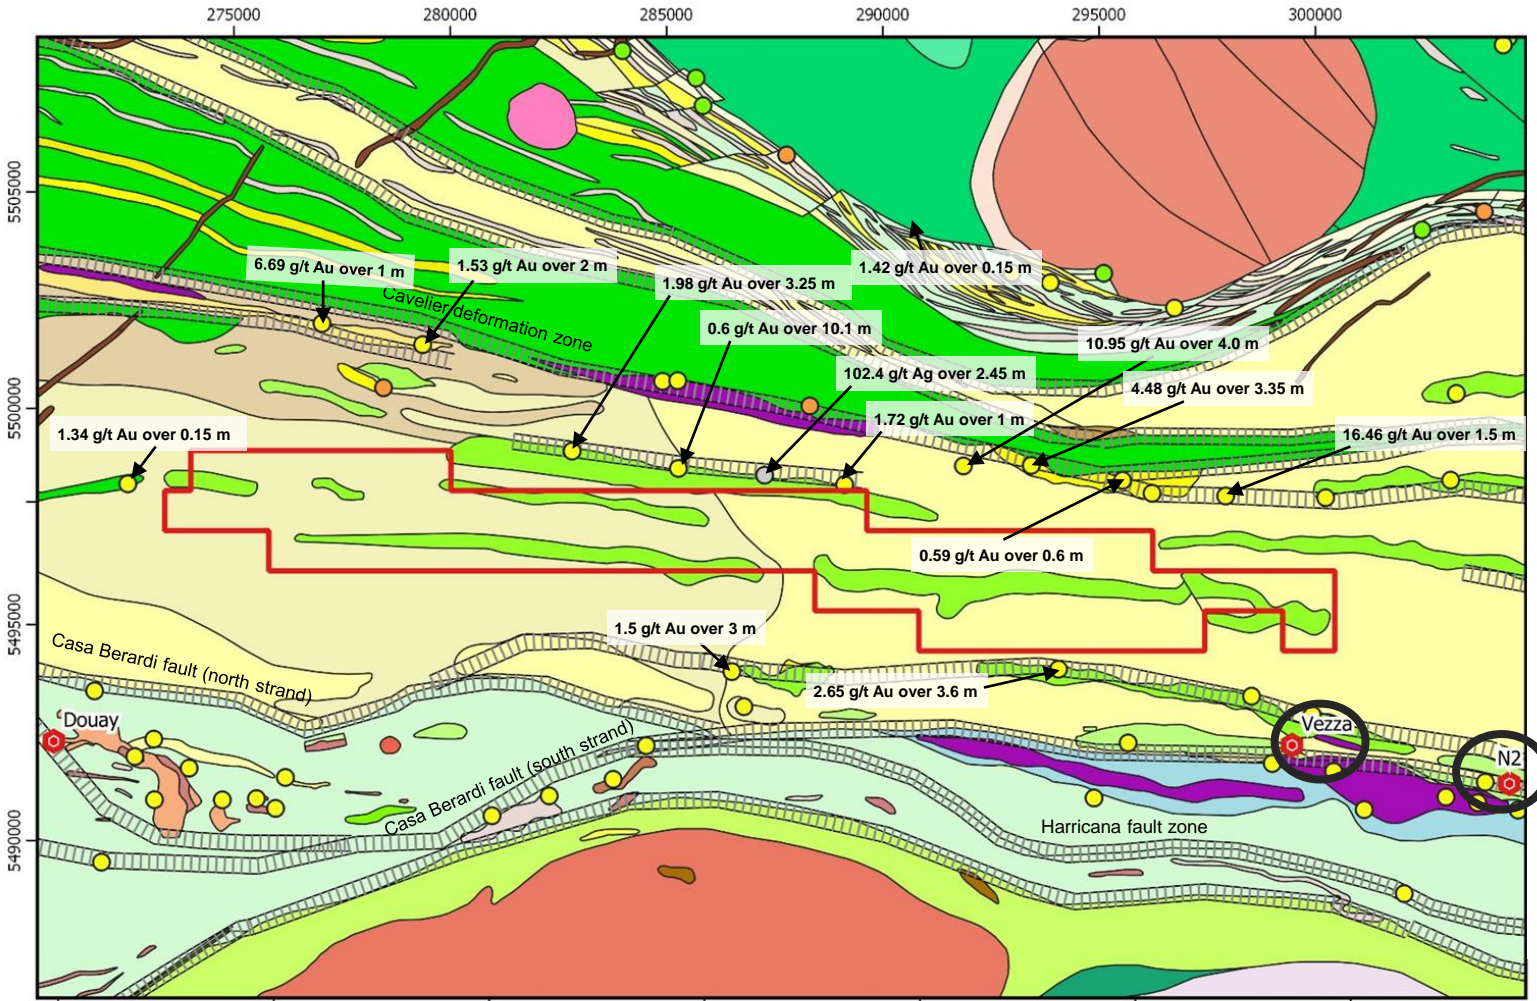 275000
280000
285000
290000
295000
300000
5505000
5500000
5495000
5490000
6.69 g/t Au over 1 m
1.53 g/t Au over 2 m
1.98 g/t Au over 3.25 m
1.42 g/t Au over 0.15 m
Cavelier deformation zone
0.6 g/t Au over 10.1 m
10.95 g/t Au over 4.0 m
102.4 g/t Ag over 2.45 m
4.48 g/t Au over 3.35 m
1.72 g/t Au over 1 m
1.34 g/t Au over 0.15 m
16.46 g/t Au over 1.5 m
0.59 g/t Au over 0.6 m
1.5 g/t Au over 3 m
Casa Berardi fault (north strand)
2.65 g/t Au over 3.6 m
Douay
Vezza
N2
Casa Berardi fault (south strand)
Harricana fault zone